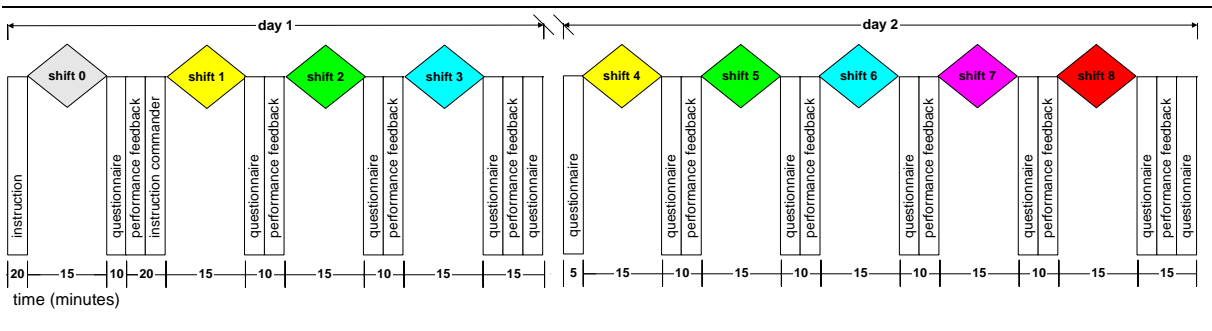 day 1
day 2
shift 0
shift 1
shift 2
shift 3
shift 4
shift 5
shift 6
shift 7
shift 8
instruction
questionnaire
performance feedback
instruction commander
questionnaire
performance feedback
questionnaire
performance feedback
questionnaire
performance feedback
questionnaire
questionnaire
questionnaire
performance feedback
questionnaire
performance feedback
questionnaire
performance feedback
questionnaire
performance feedback
questionnaire
performance feedback
questionnaire
20 15 10 20 15 10 15 10 15 15 5 15 10 15 10 15 10 15 10 15 15
time (minutes)